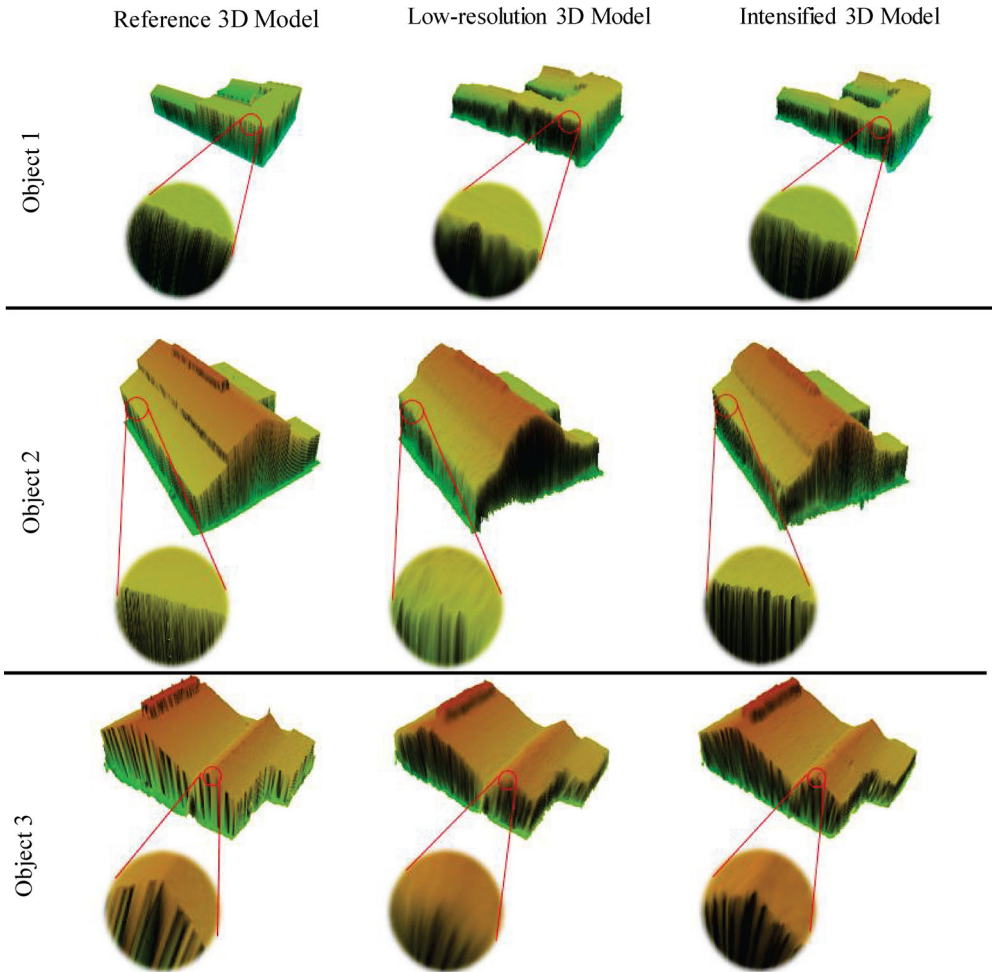 Reference 3D Model
Low-resolution 3D Model
Intensified 3D Model
Object 1
Object 2
Object 3